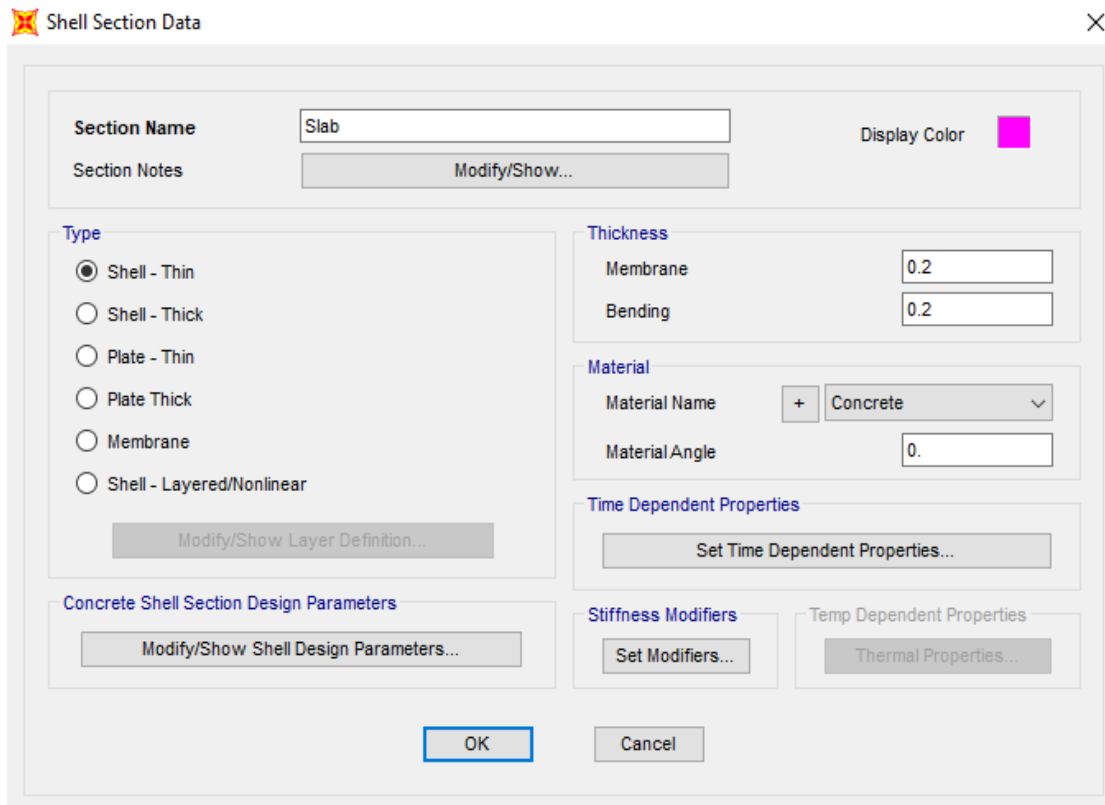 Shell Section Data
Section Name Slab Display Color
Section Notes Modify/Show...
Type
Shell - Thin
Shell - Thick
Plate - Thin
Plate Thick
Membrane
Shell - Layered/Nonlinear
Modify/Show Layer Definition...
Concrete Shell Section Design Parameters
Modify/Show Shell Design Parameters...
Thickness
Membrane 0.2
Bending 0.2
Material
Material Name + Concrete
Material Angle 0.
Time Dependent Properties
Set Time Dependent Properties...
Stiffness Modifiers
Set Modifiers...
Temp Dependent Properties
Thermal Properties...
OK Cancel